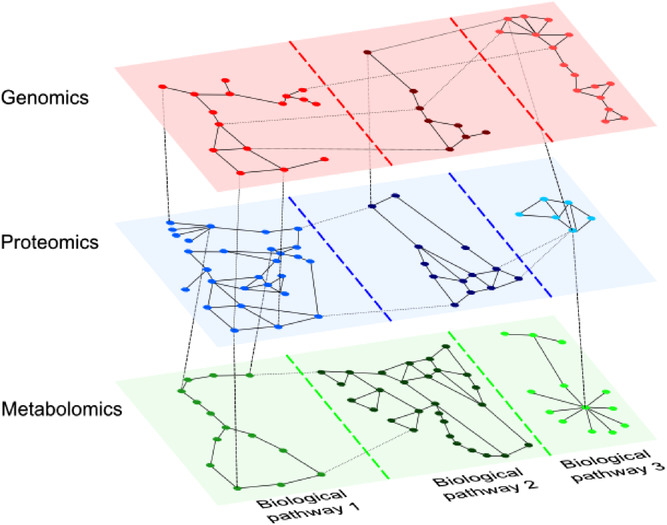 Genomics
Proteomics
Metabolomics
Biological
pathway 1
Biological
pathway 2
Biological
pathway 3